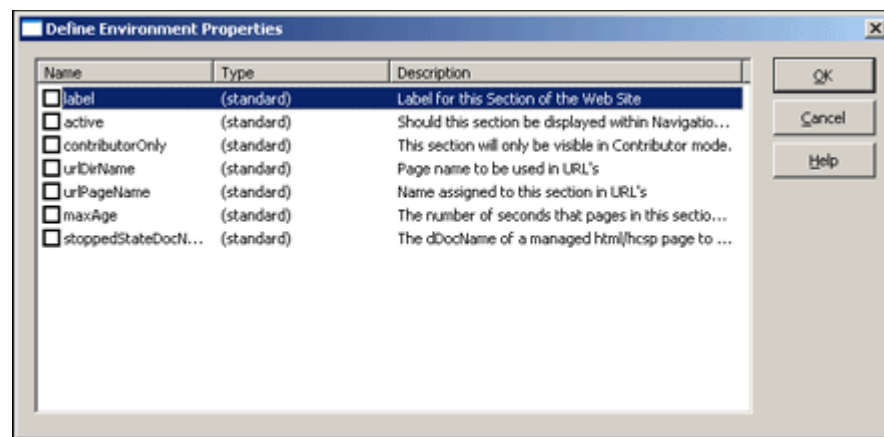 Define Environment Properties
Name Type Description
label (standard) Label for this Section of the Web Site
active (standard) Should this section be displayed within Navigatio...
contributorOnly (standard) This section will only be visible in Contributor mode.
urlDirName (standard) Page name to be used in URL's
urlPageName (standard) Name assigned to this section in URL's
maxAge (standard) The number of seconds that pages in this sectio...
stoppedStateDocN... (standard) The dDocName of a managed html/hcsp page to ...
OK
Cancel
Help